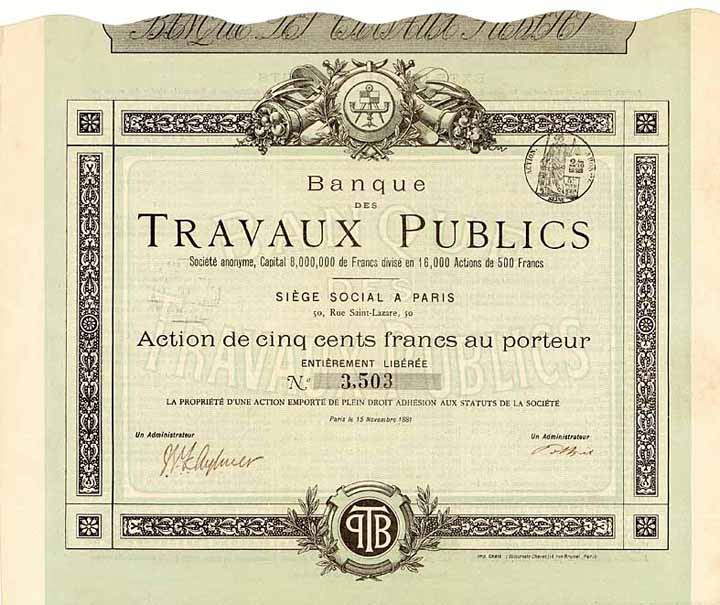 Banque
DES
TRAVAUX PUBLICS
Société anonyme, Capital 8,000,000 de Francs divisé en 16,000 Actions de 500 Francs
SIÈGE SOCIAL A PARIS
50, Rue Saint-Lazare, 50
Action de cinq cents francs au porteur
ENTIÈREMENT LIBÉRÉE
N.º 3,503
LA PROPRIÉTÉ D'UNE ACTION EMPORTE DE PLEIN DROIT ADHÉSION AUX STATUTS DE LA SOCIÉTÉ
Paris le 15 Novembre 1881
Un Administrateur
Un Administrateur
PTB